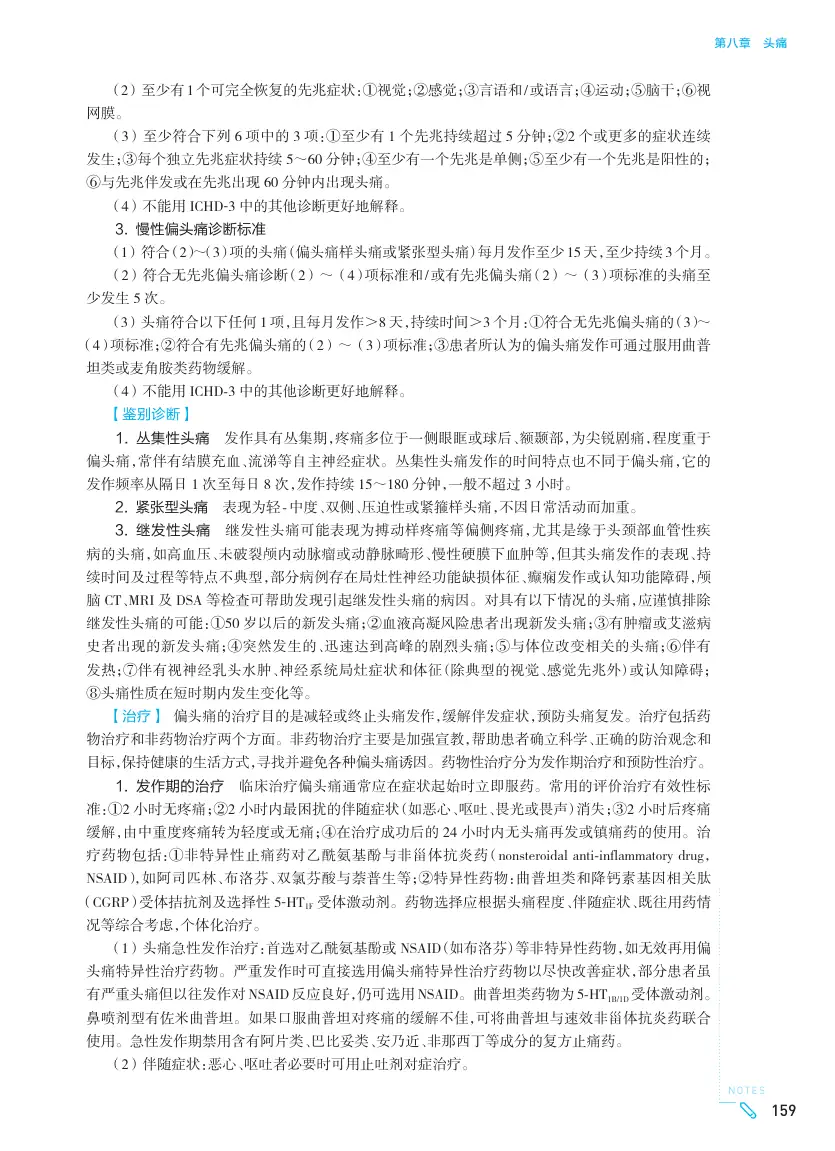 第八章 头痛
（2）至少有1个可完全恢复的先兆症状：①视觉；②感觉；③言语和/或语言；④运动；⑤脑干；⑥视
网膜。
（3）至少符合下列6项中的3项：①至少有1个先兆持续超过5分钟；②2个或更多的症状连续
发生；③每个独立先兆症状持续5～60分钟；④至少有一个先兆是单侧；⑤至少有一个先兆是阳性的；
⑥与先兆伴发或在先兆出现60分钟内出现头痛。
（4）不能用ICHD-3中的其他诊断更好地解释。
3. 慢性偏头痛诊断标准
（1）符合（2）～（3）项的头痛（偏头痛样头痛或紧张型头痛）每月发作至少15天，至少持续3个月。
（2）符合无先兆偏头痛诊断（2）～（4）项标准和/或有先兆偏头痛（2）～（3）项标准的头痛至
少发生5次。
（3）头痛符合以下任何1项，且每月发作＞8天，持续时间＞3个月：①符合无先兆偏头痛的（3）～
（4）项标准；②符合有先兆偏头痛的（2）～（3）项标准；③患者所认为的偏头痛发作可通过服用曲普
坦类或麦角胺类药物缓解。
（4）不能用ICHD-3中的其他诊断更好地解释。
【鉴别诊断】
1. 丛集性头痛 发作具有丛集期，疼痛多位于一侧眼眶或球后、额颞部，为尖锐剧痛，程度重于
偏头痛，常伴有结膜充血、流涕等自主神经症状。丛集性头痛发作的时间特点也不同于偏头痛，它的
发作频率从隔日1次至每日8次，发作持续15～180分钟，一般不超过3小时。
2. 紧张型头痛 表现为轻-中度、双侧、压迫性或紧箍样头痛，不因日常活动而加重。
3. 继发性头痛 继发性头痛可能表现为搏动样疼痛等偏侧疼痛，尤其是缘于头颈部血管性疾
病的头痛，如高血压、未破裂颅内动脉瘤或动静脉畸形、慢性硬膜下血肿等，但其头痛发作的表现、持
续时间及过程等特点不典型，部分病例存在局灶性神经功能缺损体征、癫痫发作或认知功能障碍，颅
脑CT、MRI及DSA等检查可帮助发现引起继发性头痛的病因。对具有以下情况的头痛，应谨慎排除
继发性头痛的可能：①50岁以后的新发头痛；②血液高凝风险患者出现新发头痛；③有肿瘤或艾滋病
史者出现的新发头痛；④突然发生的、迅速达到高峰的剧烈头痛；⑤与体位改变相关的头痛；⑥伴有
发热；⑦伴有视神经乳头水肿、神经系统局灶症状和体征（除典型的视觉、感觉先兆外）或认知障碍；
⑧头痛性质在短时期内发生变化等。
【治疗】 偏头痛的治疗目的是减轻或终止头痛发作，缓解伴发症状，预防头痛复发。治疗包括药
物治疗和非药物治疗两个方面。非药物治疗主要是加强宣教，帮助患者确立科学、正确的防治观念和
目标，保持健康的生活方式，寻找并避免各种偏头痛诱因。药物性治疗分为发作期治疗和预防性治疗。
1. 发作期的治疗 临床治疗偏头痛通常应在症状起始时立即服药。常用的评价治疗有效性标
准：①2小时无疼痛；②2小时内最困扰的伴随症状（如恶心、呕吐、畏光或畏声）消失；③2小时后疼痛
缓解，由中重度疼痛转为轻度或无痛；④在治疗成功后的24小时内无头痛再发或镇痛药的使用。治
疗药物包括：①非特异性止痛药对乙酰氨基酚与非甾体抗炎药（nonsteroidal anti-inflammatory drug，
NSAID），如阿司匹林、布洛芬、双氯芬酸与萘普生等；②特异性药物：曲普坦类和降钙素基因相关肽
（CGRP）受体拮抗剂及选择性5-HT1F受体激动剂。药物选择应根据头痛程度、伴随症状、既往用药情
况等综合考虑，个体化治疗。
（1）头痛急性发作治疗：首选对乙酰氨基酚或NSAID（如布洛芬）等非特异性药物，如无效再用偏
头痛特异性治疗药物。严重发作时可直接选用偏头痛特异性治疗药物以尽快改善症状，部分患者虽
有严重头痛但以往发作对NSAID反应良好，仍可选用NSAID。曲普坦类药物为5-HT1B/1D受体激动剂。
鼻喷剂型有佐米曲普坦。如果口服曲普坦对疼痛的缓解不佳，可将曲普坦与速效非甾体抗炎药联合
使用。急性发作期禁用含有阿片类、巴比妥类、安乃近、非那西丁等成分的复方止痛药。
（2）伴随症状：恶心、呕吐者必要时可用止吐剂对症治疗。
NOTES
159